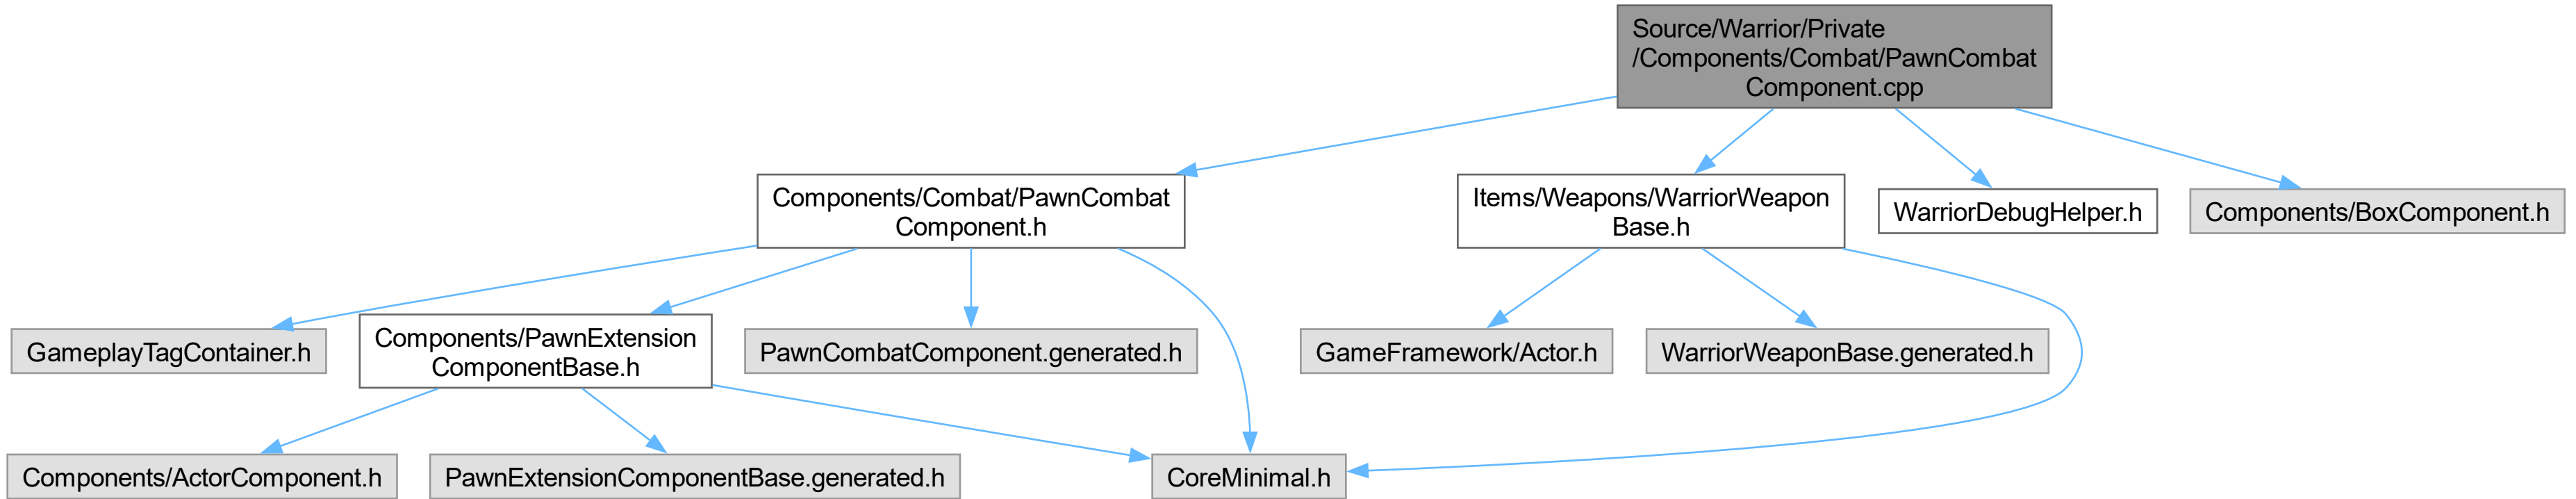 Source/Warrior/Private
/Components/Combat/PawnCombat
Component.cpp
Components/Combat/PawnCombat
Component.h
Items/Weapons/WarriorWeapon
Base.h
WarriorDebugHelper.h
Components/BoxComponent.h
GameplayTagContainer.h
Components/PawnExtension
ComponentBase.h
PawnCombatComponent.generated.h
GameFramework/Actor.h
WarriorWeaponBase.generated.h
Components/ActorComponent.h
PawnExtensionComponentBase.generated.h
CoreMinimal.h